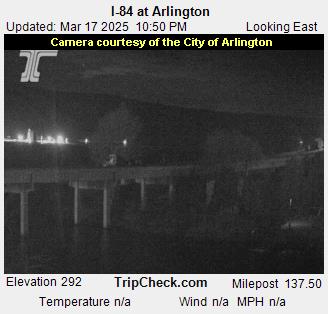 I-84 at Arlington
Updated: Mar 17 2025 10:50 PM Looking East
Camera courtesy of the City of Arlington
Elevation 292 TripCheck.com Milepost 137.50
Temperature n/a Wind n/a MPH n/a